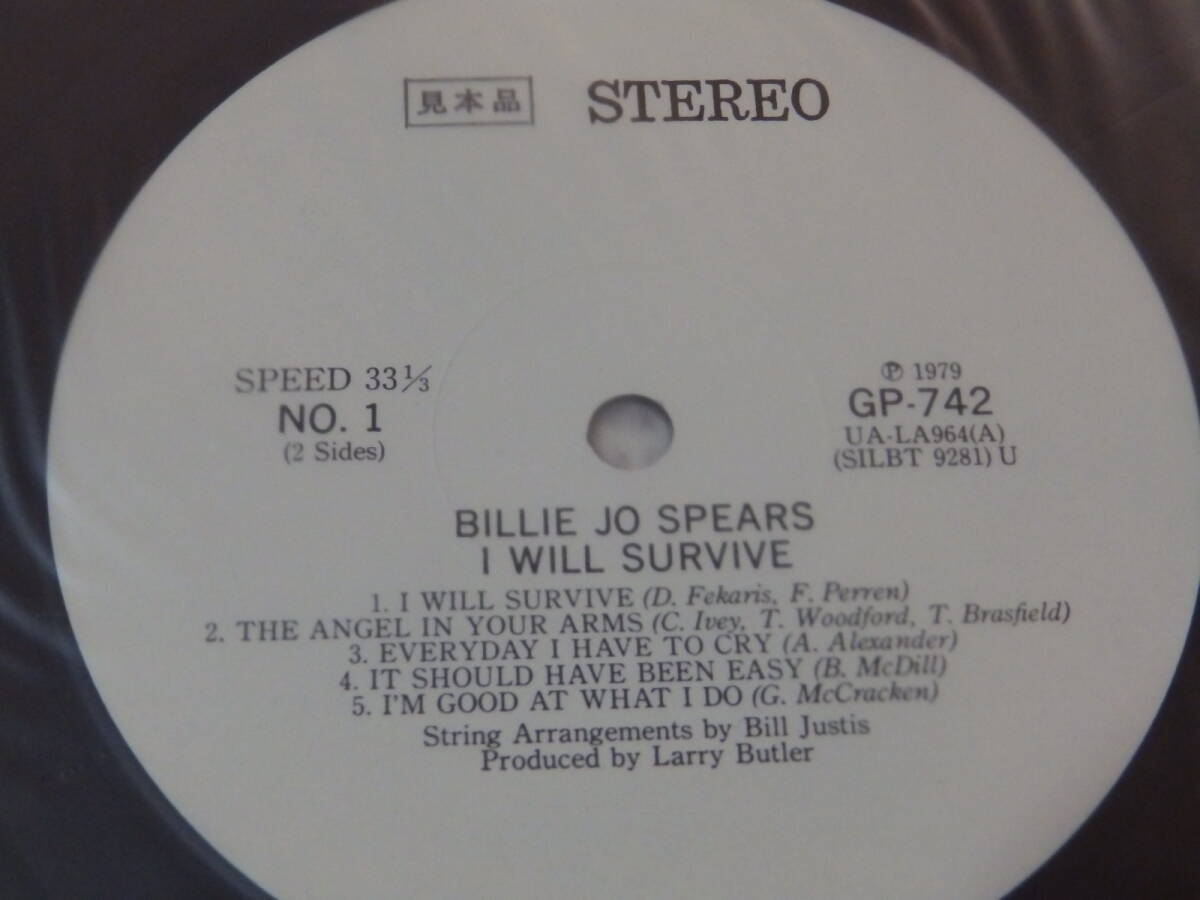 見本品 STEREO
SPEED 33 1/3
NO. 1
(2 Sides)
Ⓟ 1979
GP-742
UA-LA964(A)
(SILBT 9281) U
BILLIE JO SPEARS
I WILL SURVIVE
1. I WILL SURVIVE (D. Fekaris, F. Perren)
2. THE ANGEL IN YOUR ARMS (C. Ivey, T. Woodford, T. Brasfield)
3. EVERYDAY I HAVE TO CRY (A. Alexander)
4. IT SHOULD HAVE BEEN EASY (B. McDill)
5. I'M GOOD AT WHAT I DO (G. McCracken)
String Arrangements by Bill Justis
Produced by Larry Butler